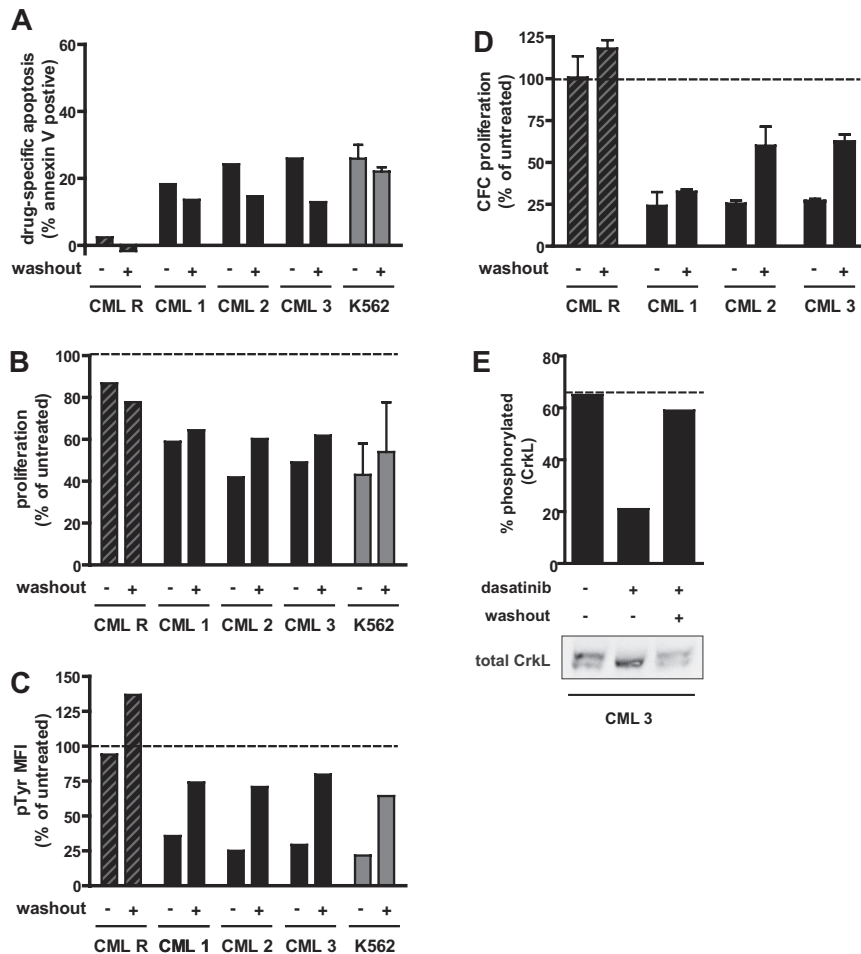 A
drug-specific apoptosis
(% annexin V postive)
60
40
20
0
washout - + - + - + - + - +
CML R CML 1 CML 2 CML 3 K562
B
proliferation
(% of untreated)
100
80
60
40
20
0
washout - + - + - + - + - +
CML R CML 1 CML 2 CML 3 K562
C
pTyr MFI
(% of untreated)
150
125
100
75
50
25
0
washout - + - + - + - + - +
CML R CML 1 CML 2 CML 3 K562
D
CFC proliferation
(% of untreated)
125
100
75
50
25
0
washout - + - + - + - +
CML R CML 1 CML 2 CML 3
E
% phosphorylated
(CrkL)
80
60
40
20
0
dasatinib - + +
washout - - +
total CrkL
CML 3